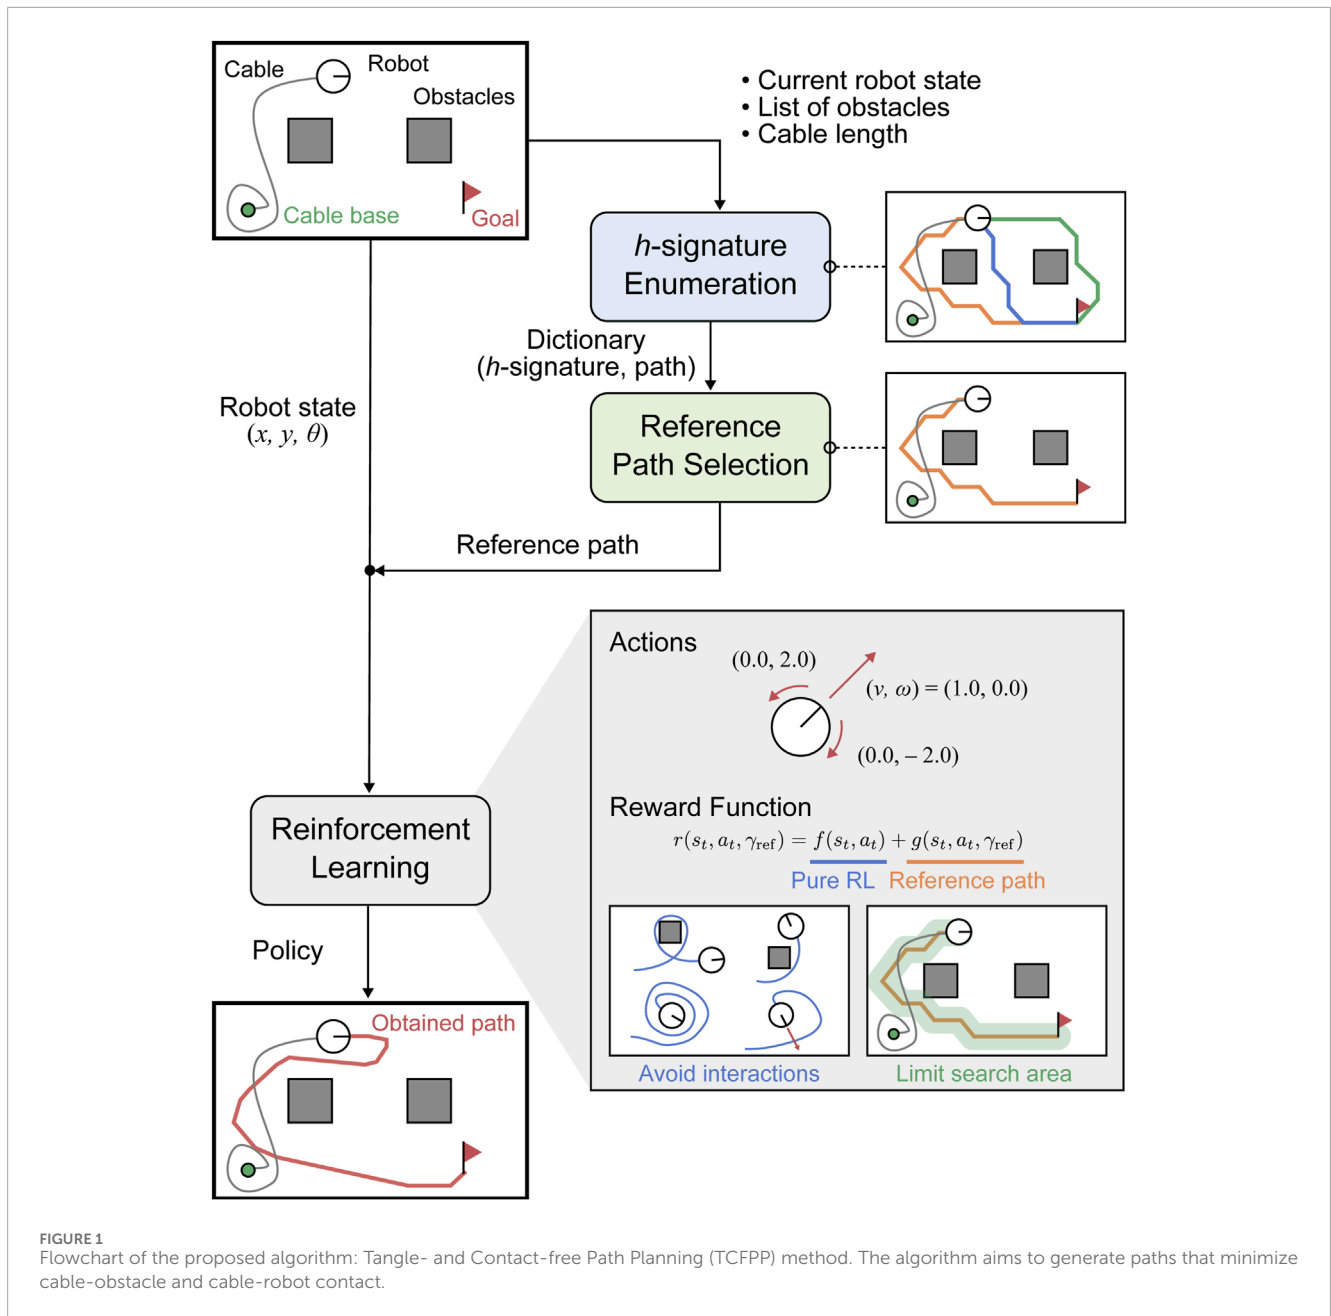 Cable
Robot
Obstacles
Cable base
Goal
• Current robot state
• List of obstacles
• Cable length
h-signature
Enumeration
Dictionary
(h-signature, path)
Reference
Path Selection
Robot state
(x, y, θ)
Reference path
Actions
(0.0, 2.0)
(v, ω) = (1.0, 0.0)
(0.0, – 2.0)
Reward Function
r(s_t, a_t, γ_ref) = f(s_t, a_t) + g(s_t, a_t, γ_ref)
Pure RL Reference path
Avoid interactions
Limit search area
Reinforcement
Learning
Policy
Obtained path
FIGURE 1
Flowchart of the proposed algorithm: Tangle- and Contact-free Path Planning (TCFPP) method. The algorithm aims to generate paths that minimize
cable-obstacle and cable-robot contact.